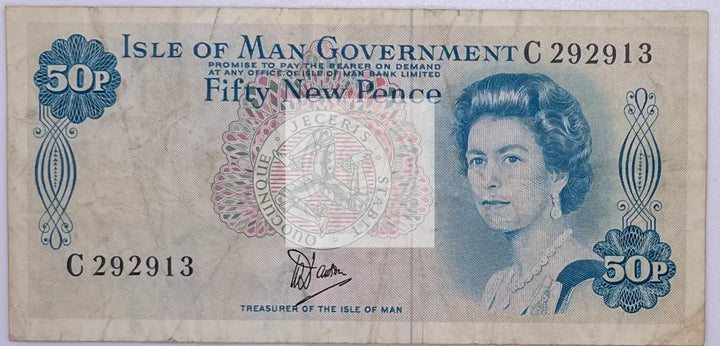 ISLE OF MAN GOVERNMENT C 292913
PROMISE TO PAY THE BEARER ON DEMAND
AT ANY OFFICE OF ISLE OF MAN BANK LIMITED
50P
Fifty New Pence
50P
QUOCUNQUE JECERIS STABIT
C 292913
50P
TREASURER OF THE ISLE OF MAN